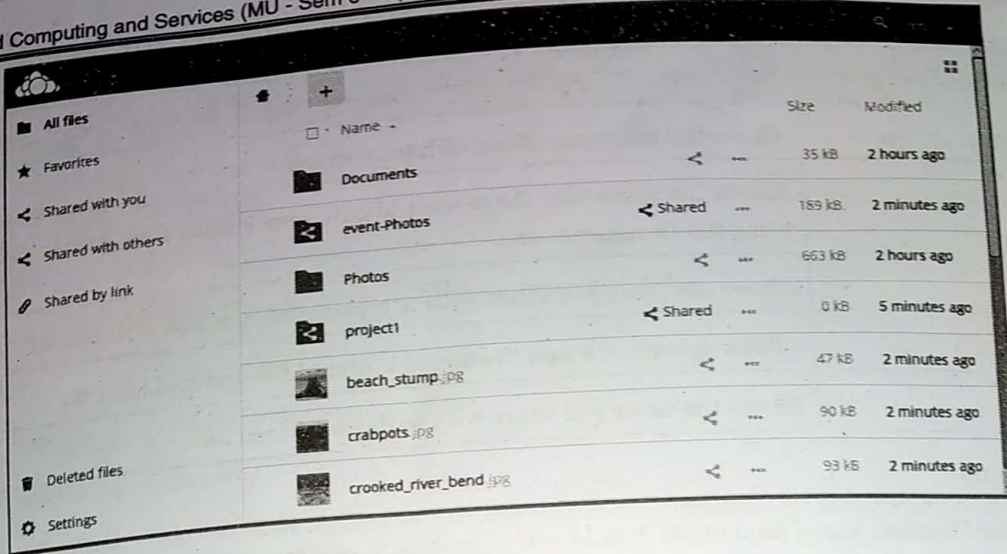 Computing and Services (MU - Sem
All files
Favorites
Shared with you
Shared with others
Shared by link
Deleted files
Settings
+
Name Size Modified
Documents 35 kB 2 hours ago
event-Photos Shared 189 kB 2 minutes ago
Photos 663 kB 2 hours ago
project1 Shared 0 kB 5 minutes ago
beach_stump.jpg 47 kB 2 minutes ago
crabpots.jpg 90 kB 2 minutes ago
crooked_river_bend.jpg 93 kB 2 minutes ago